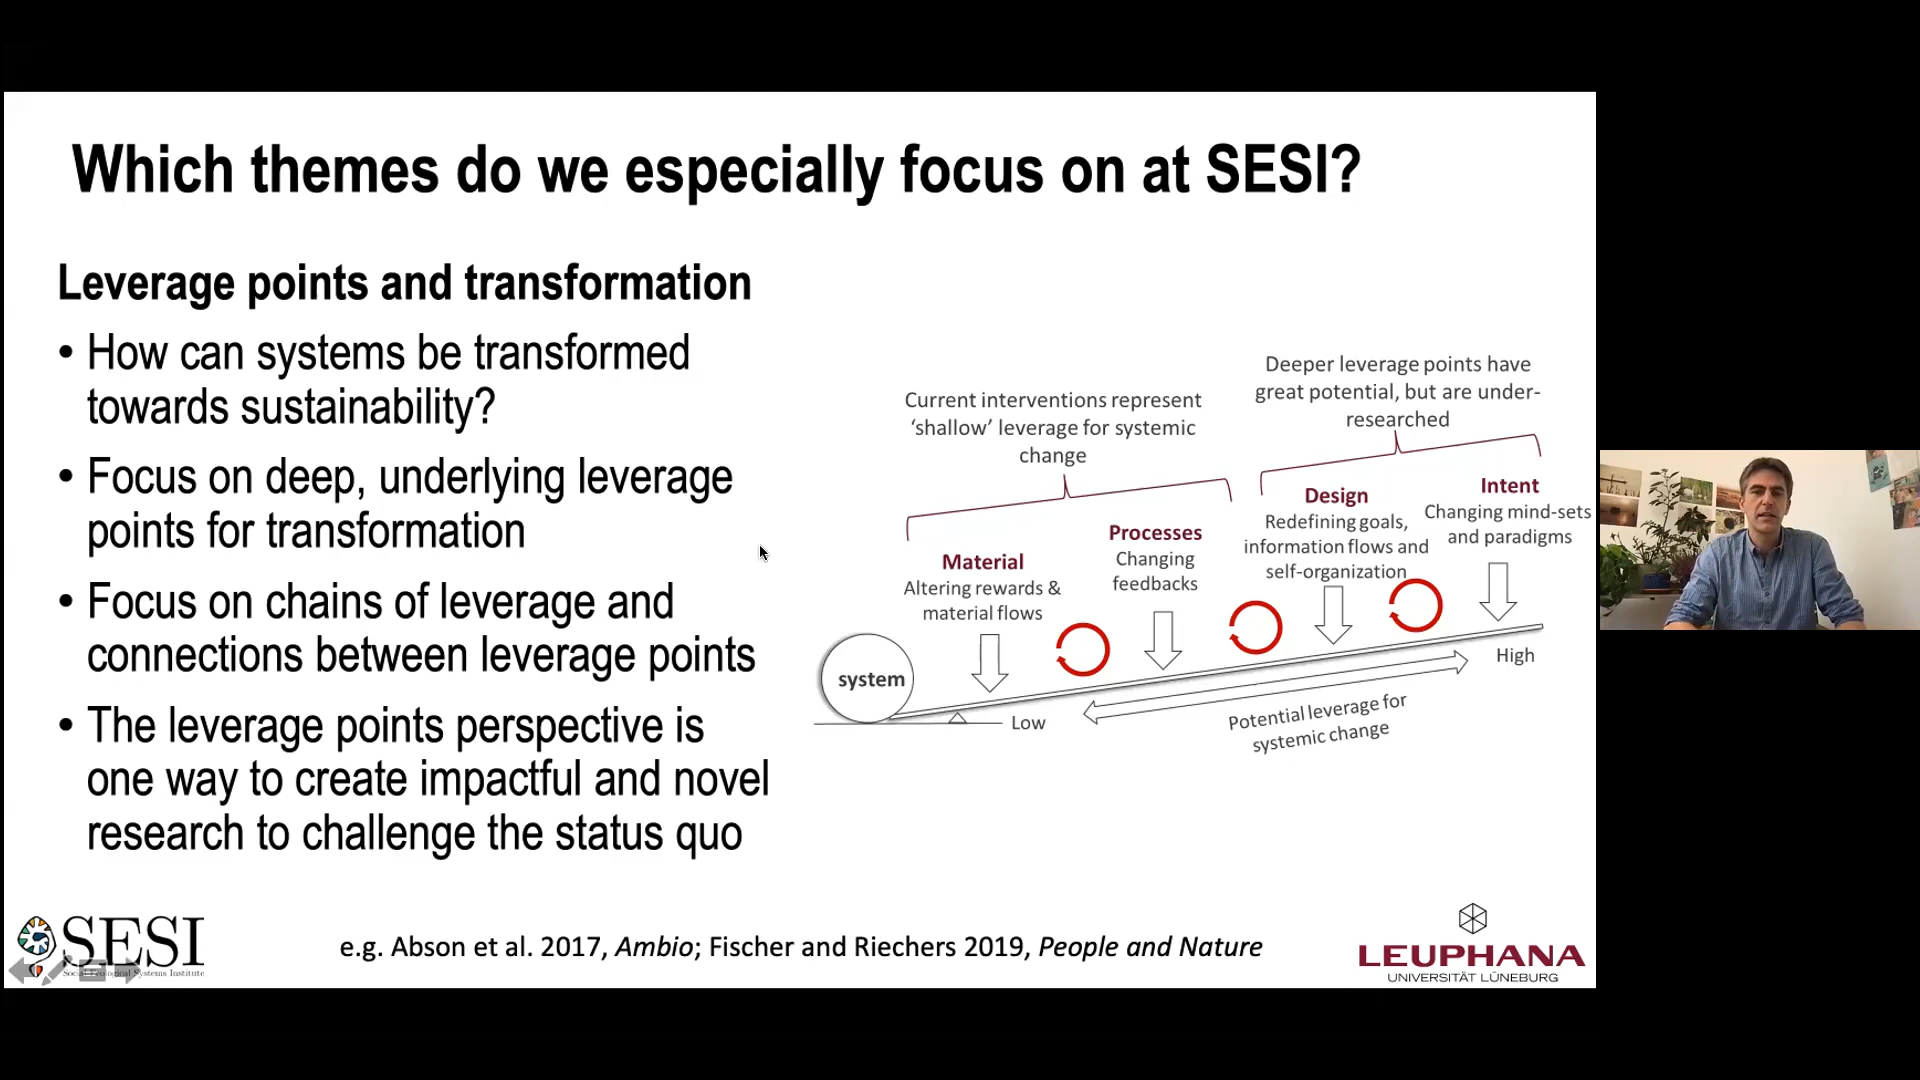 Which themes do we especially focus on at SESI?
Leverage points and transformation
• How can systems be transformed
towards sustainability?
• Focus on deep, underlying leverage
points for transformation
• Focus on chains of leverage and
connections between leverage points
• The leverage points perspective is
one way to create impactful and novel
research to challenge the status quo
Current interventions represent
‘shallow’ leverage for systemic
change
Deeper leverage points have
great potential, but are under-
researched
Material
Altering rewards &
material flows
Processes
Changing
feedbacks
Design
Redefining goals,
information flows and
self-organization
Intent
Changing mind-sets
and paradigms
system
Low
High
Potential leverage for
systemic change
SESI
Social-Ecological Systems Institute
e.g. Abson et al. 2017, Ambio; Fischer and Riechers 2019, People and Nature
LEUPHANA
UNIVERSITÄT LÜNEBURG